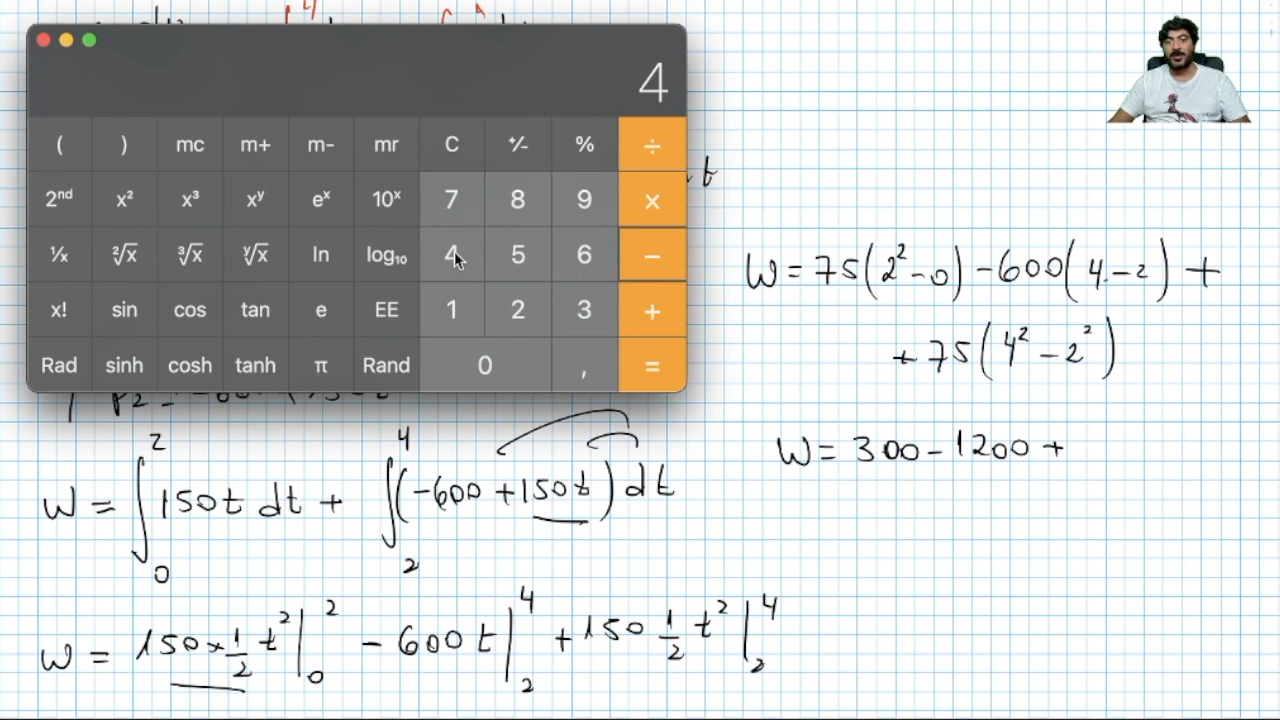 4
( ) mc m+ m- mr C ⁺∕₋ % ÷
2ⁿᵈ x² x³ xʸ eˣ 10ˣ 7 8 9 ×
¹∕ₓ ²√x ³√x ʸ√x ln log₁₀ 4 5 6 −
x! sin cos tan e EE 1 2 3 +
Rad sinh cosh tanh π Rand 0 , =
t
W = 75(2² - 0) - 600(4 - 2) +
+ 75(4² - 2²)
W = 300 - 1200 +
W = ∫₀² 150t dt + ∫₂⁴ (-600 + 150t) dt
W = 150 × 1/2 t² |₀² - 600 t |₂⁴ + 150 1/2 t² |₂⁴